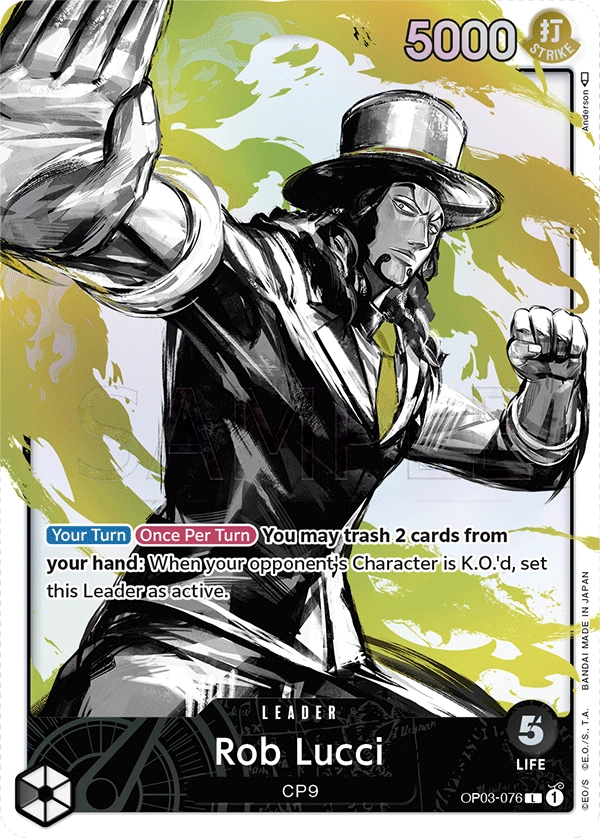 5000
打
STRIKE
Anderson
SAMPLE
Your Turn Once Per Turn You may trash 2 cards from
your hand: When your opponent's Character is K.O.'d, set
this Leader as active.
LEADER
Rob Lucci
CP9
5
LIFE
OP03-076 L 1
©E.O./S ©E.O./S., T.A. BANDAI MADE IN JAPAN